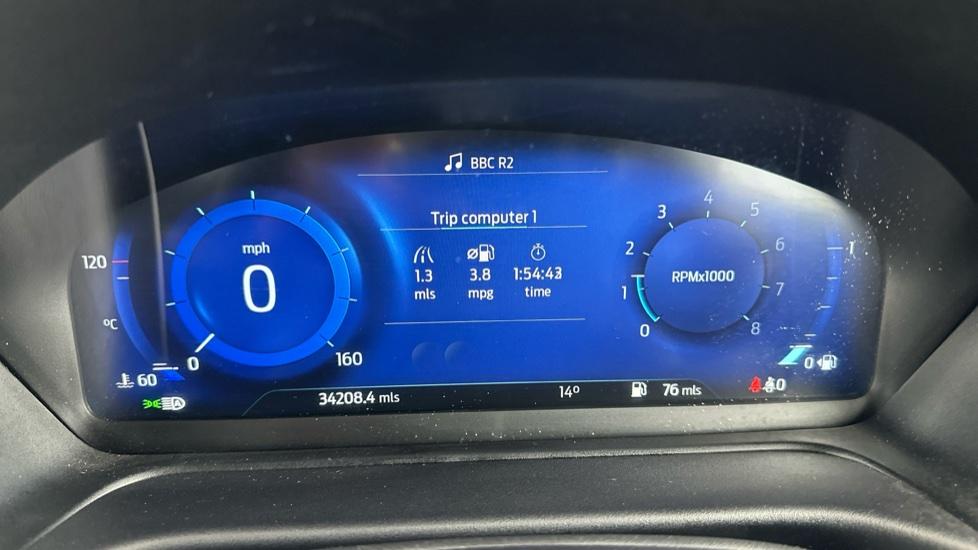 BBC R2
Trip computer 1
1.3 3.8 1:54:43
mls mpg time
mph
0
0
160
120
°C
60
A
0 1 2 3 4 5 6 7 8
RPMx1000
1
0
34208.4 mls
14°
76 mls
0